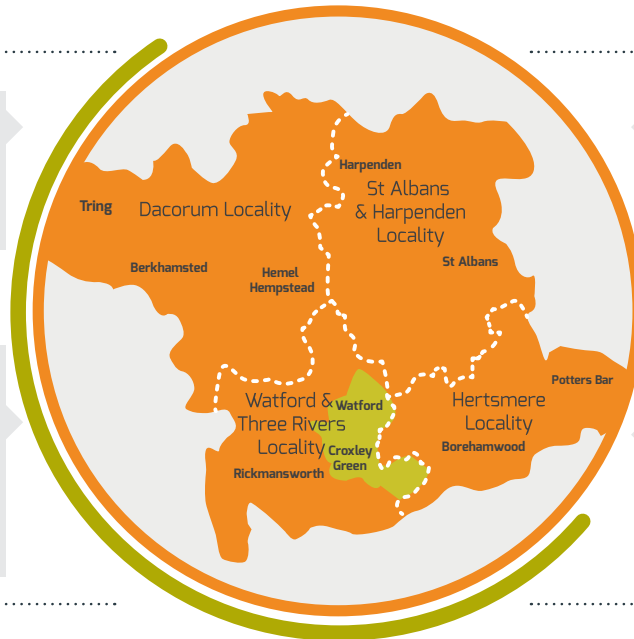 Harpenden
St Albans
& Harpenden
Locality
Tring
Dacorum Locality
St Albans
Berkhamsted
Hemel
Hempstead
Potters Bar
Watford &
Three Rivers
Locality
Watford
Hertsmere
Locality
Croxley
Green
Borehamwood
Rickmansworth